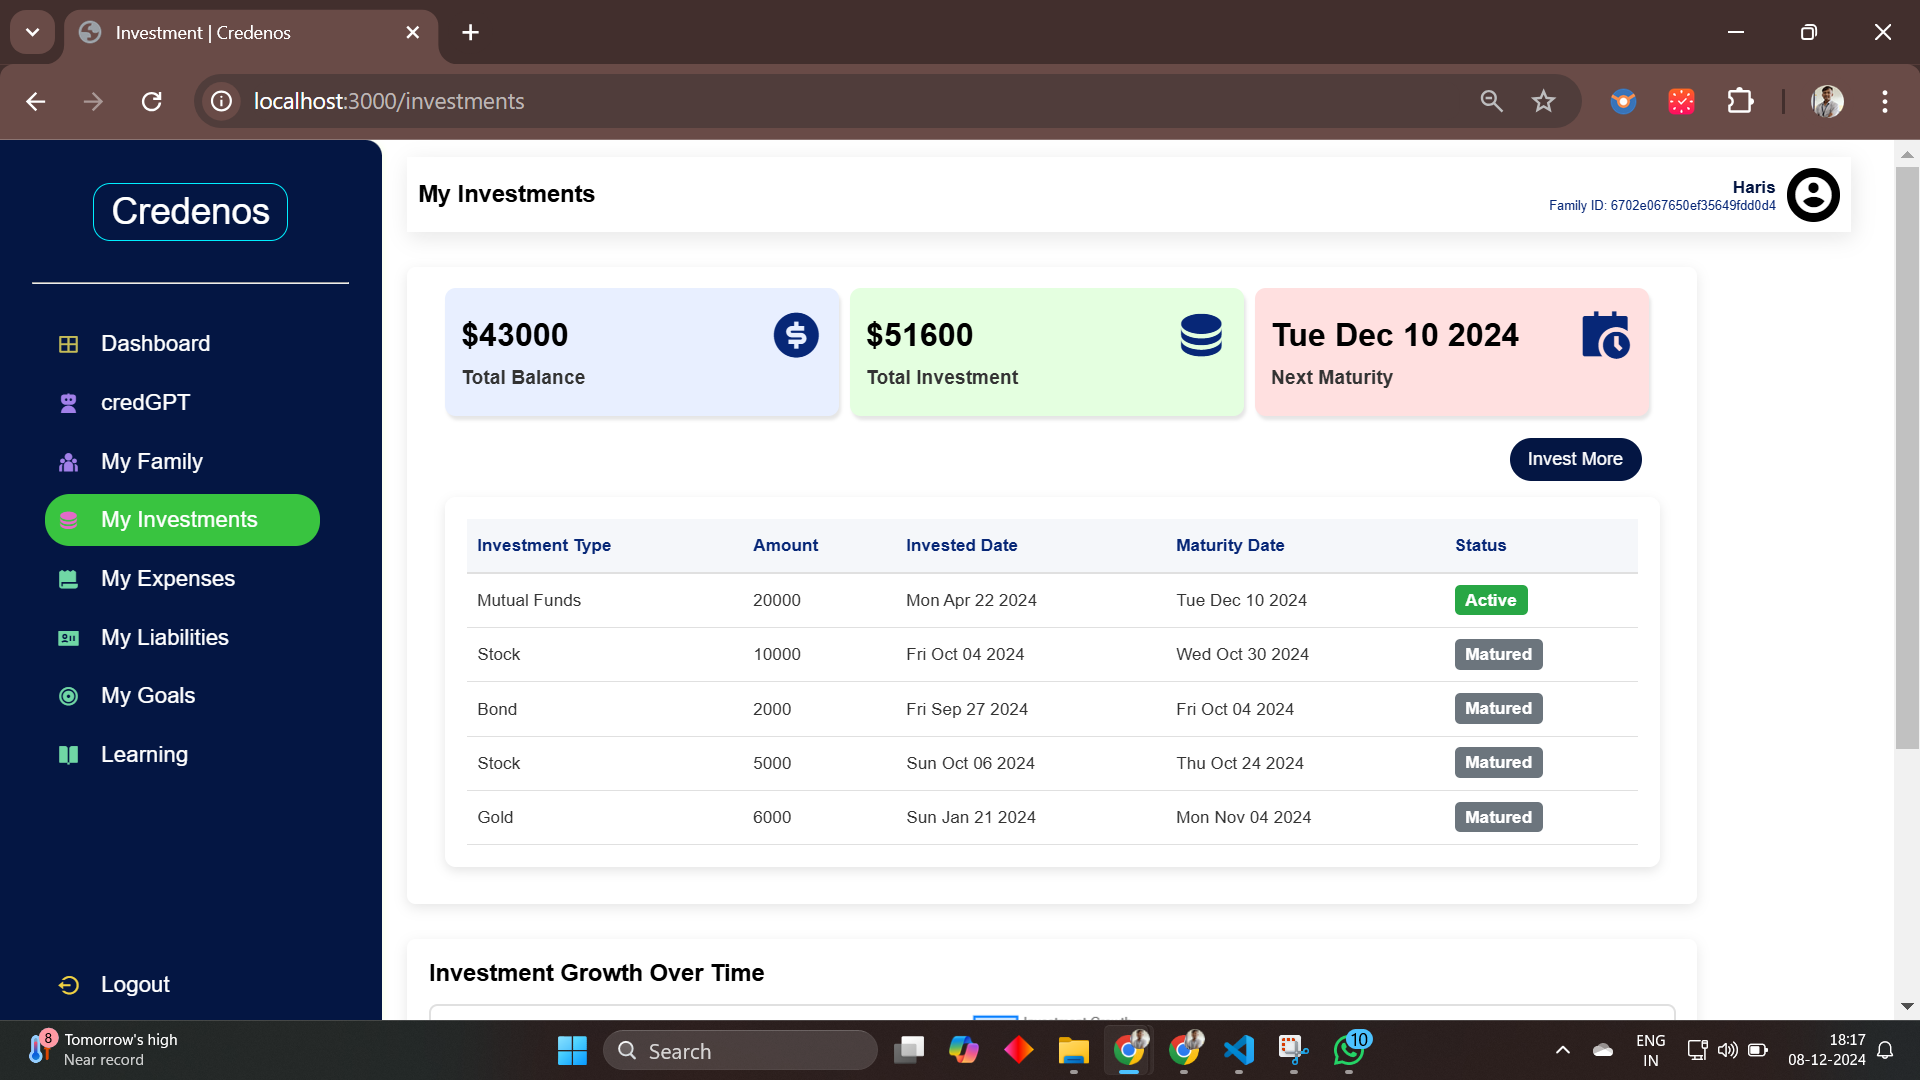 Investment | Credenos
localhost:3000/investments
Credenos
Dashboard
credGPT
My Family
My Investments
My Expenses
My Liabilities
My Goals
Learning
Logout
My Investments
Haris
Family ID: 6702e067650ef35649fdd0d4
$43000
Total Balance
$51600
Total Investment
Tue Dec 10 2024
Next Maturity
Invest More
Investment Type Amount Invested Date Maturity Date Status
Mutual Funds 20000 Mon Apr 22 2024 Tue Dec 10 2024 Active
Stock 10000 Fri Oct 04 2024 Wed Oct 30 2024 Matured
Bond 2000 Fri Sep 27 2024 Fri Oct 04 2024 Matured
Stock 5000 Sun Oct 06 2024 Thu Oct 24 2024 Matured
Gold 6000 Sun Jan 21 2024 Mon Nov 04 2024 Matured
Investment Growth Over Time
8
Tomorrow's high
Near record
Search
10
ENG
IN
18:17
08-12-2024